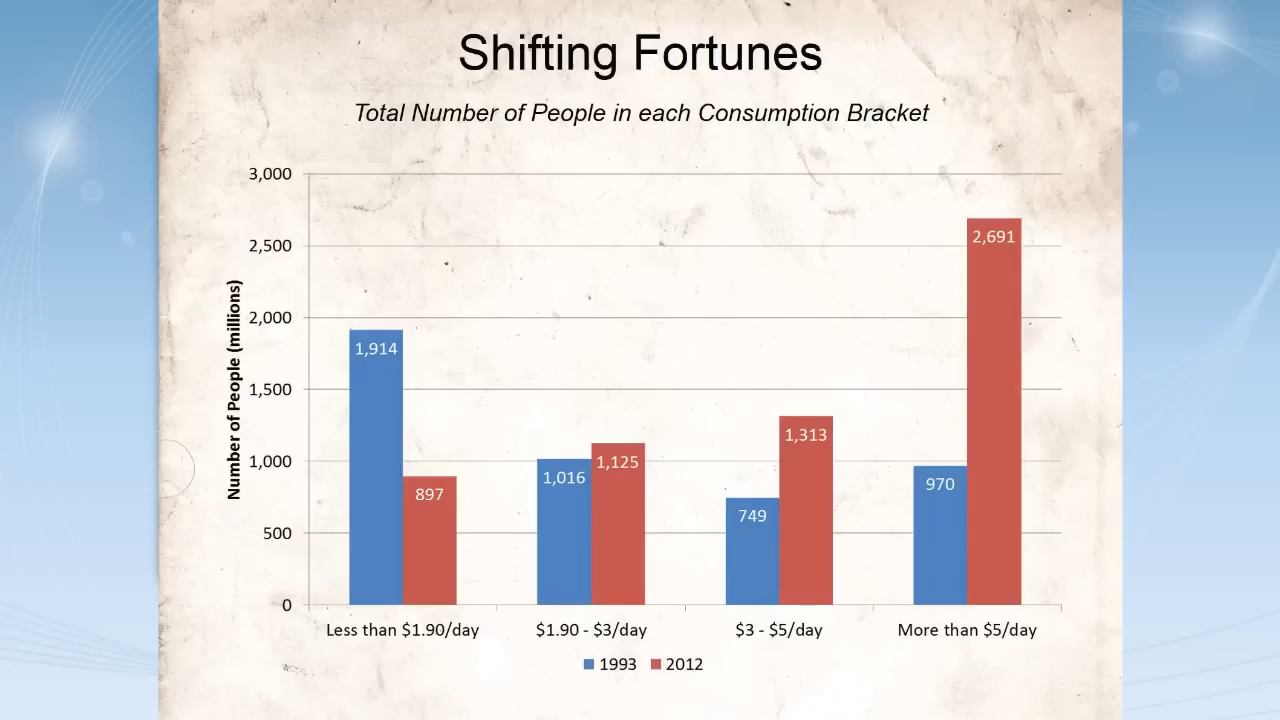 Shifting Fortunes
Total Number of People in each Consumption Bracket
Number of People (millions)
3,000
2,500
2,000
1,500
1,000
500
0
1,914
897
1,016
1,125
749
1,313
970
2,691
Less than $1.90/day
$1.90 - $3/day
$3 - $5/day
More than $5/day
1993
2012